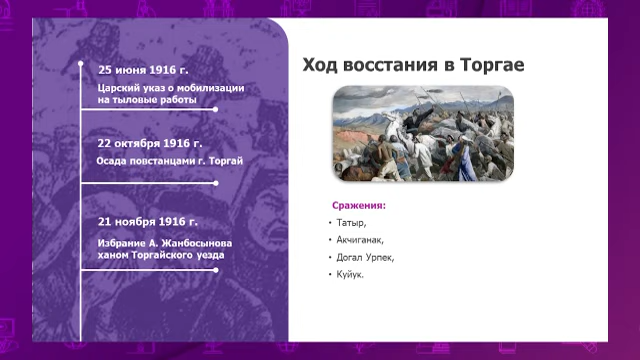 Ход восстания в Торгае
25 июня 1916 г.
Царский указ о мобилизации
на тыловые работы
22 октября 1916 г.
Осада повстанцами г. Торгай
21 ноября 1916 г.
Избрание А. Жанбосынова
ханом Торгайского уезда
Сражения:
• Татыр,
• Акчиганак,
• Догал Урпек,
• Куйук.